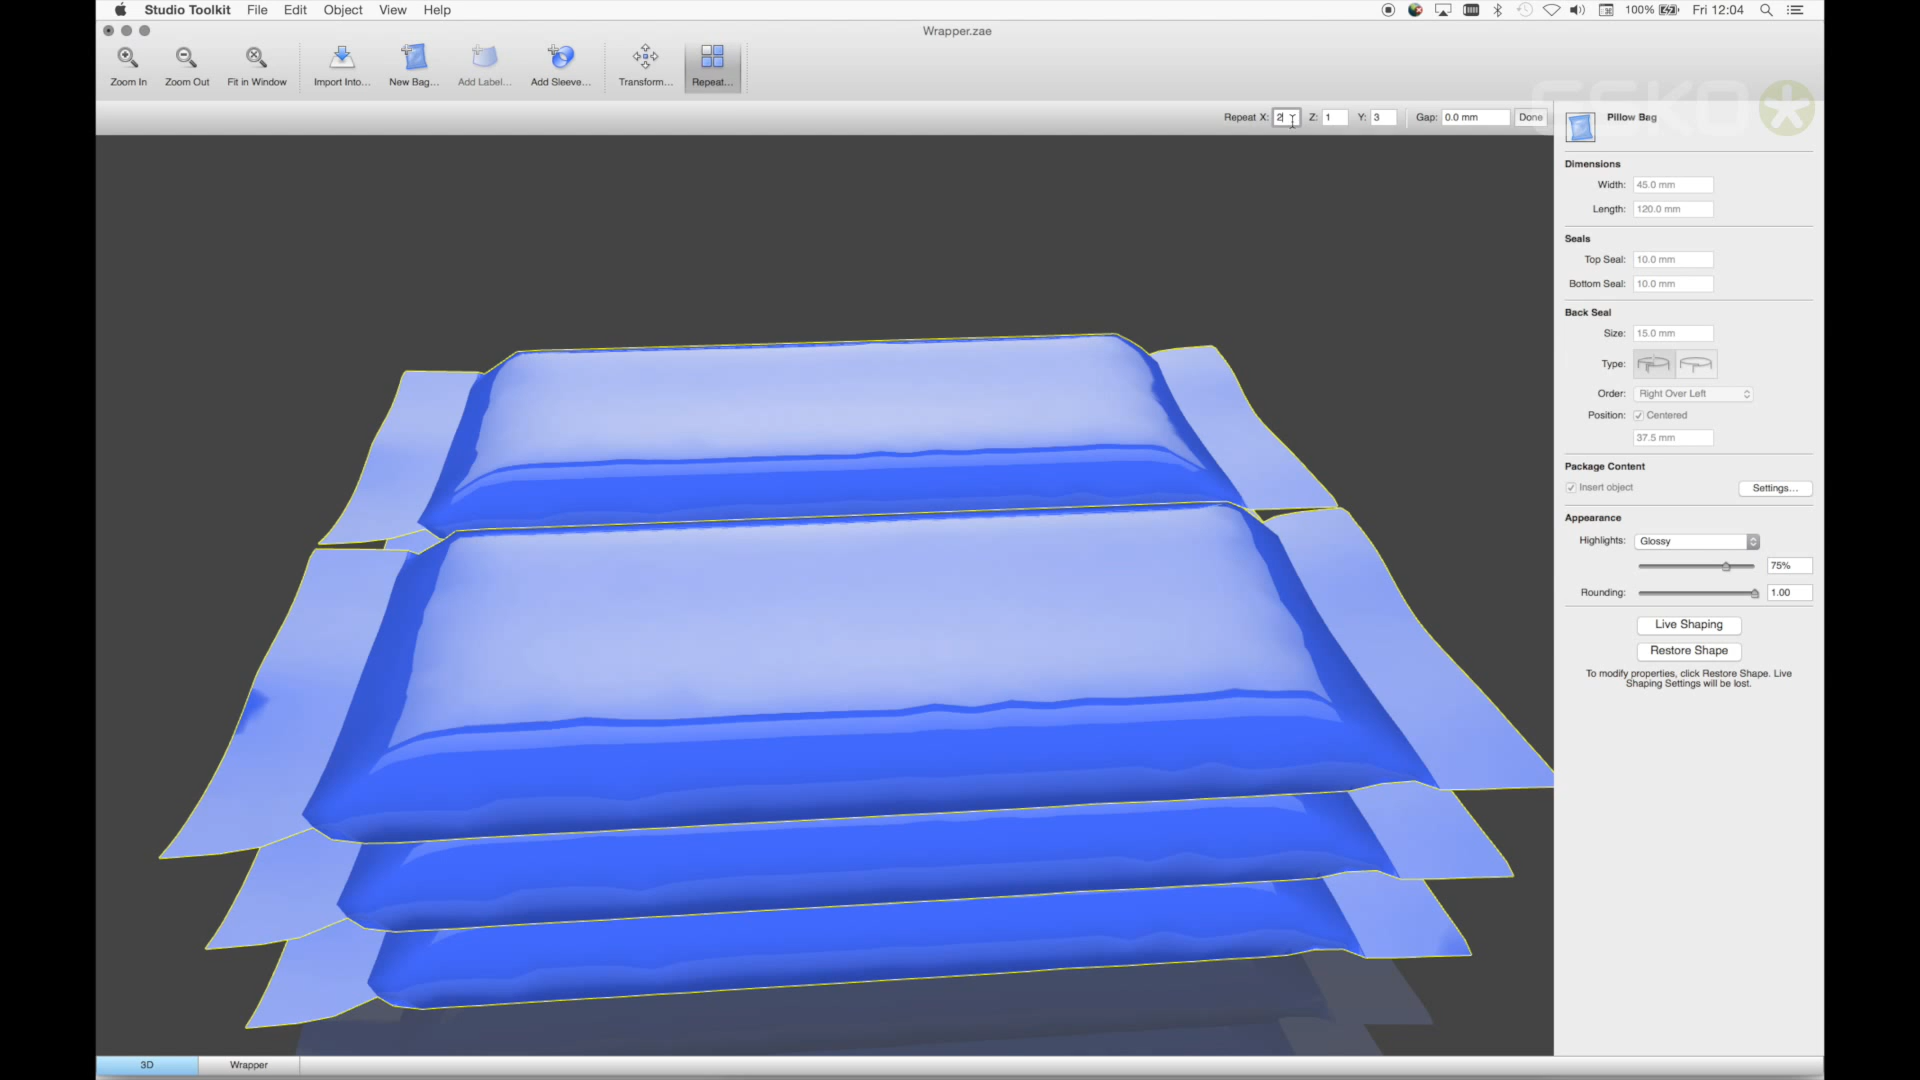 Studio Toolkit File Edit Object View Help
100% Fri 12:04
Wrapper.zae
Zoom In Zoom Out Fit in Window Import Into... New Bag... Add Label... Add Sleeve... Transform... Repeat...
ESKO
Repeat X: 2 Z: 1 Y: 3 Gap: 0.0 mm Done
Pillow Bag
Dimensions
Width: 45.0 mm
Length: 120.0 mm
Seals
Top Seal: 10.0 mm
Bottom Seal: 10.0 mm
Back Seal
Size: 15.0 mm
Type:
Order: Right Over Left
Position: Centered
37.5 mm
Package Content
Insert object Settings...
Appearance
Highlights: Glossy
75%
Rounding: 1.00
Live Shaping
Restore Shape
To modify properties, click Restore Shape. Live
Shaping Settings will be lost.
3D Wrapper